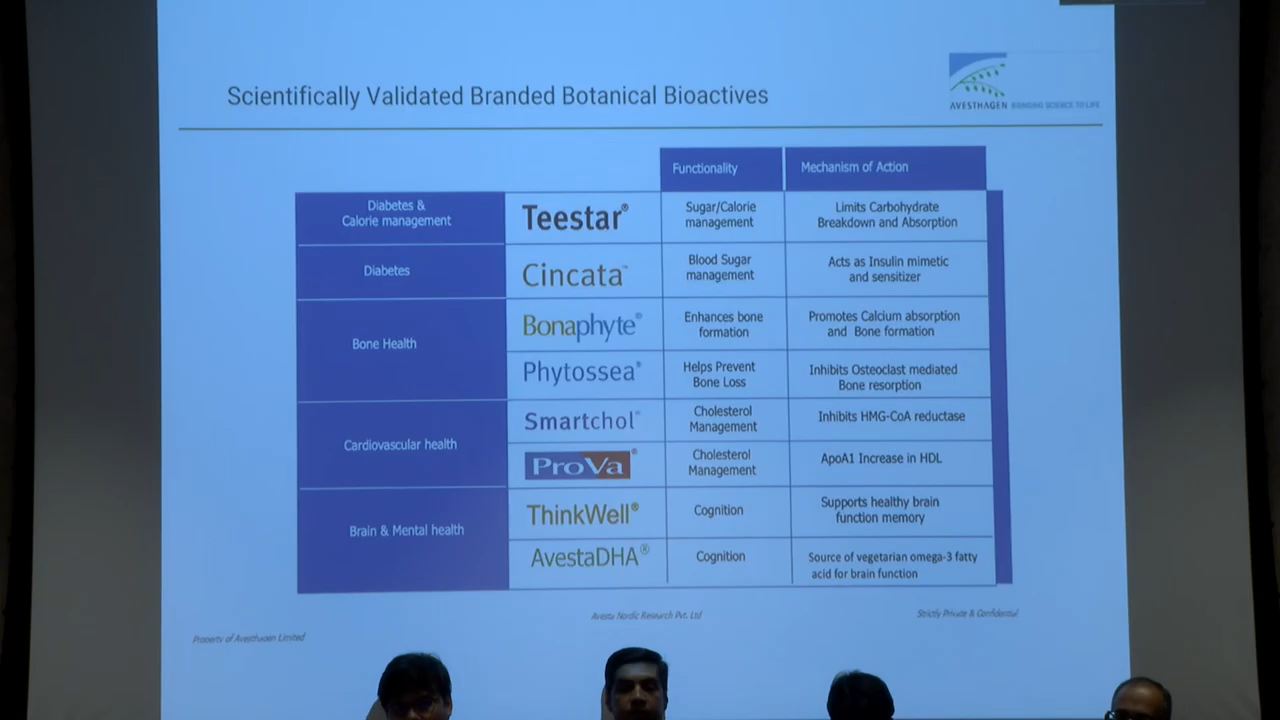 Scientifically Validated Branded Botanical Bioactives
AVESTHAGEN BRINGING SCIENCE TO LIFE
Functionality
Mechanism of Action
Diabetes &
Calorie management
Teestar®
Sugar/Calorie
management
Limits Carbohydrate
Breakdown and Absorption
Diabetes
Cincata™
Blood Sugar
management
Acts as Insulin mimetic
and sensitizer
Bone Health
Bonaphyte®
Enhances bone
formation
Promotes Calcium absorption
and Bone formation
Phytossea®
Helps Prevent
Bone Loss
Inhibits Osteoclast mediated
Bone resorption
Cardiovascular health
Smartchol®
Cholesterol
Management
Inhibits HMG-CoA reductase
ProVa®
Cholesterol
Management
ApoA1 Increase in HDL
Brain & Mental health
ThinkWell®
Cognition
Supports healthy brain
function memory
AvestaDHA®
Cognition
Source of vegetarian omega-3 fatty
acid for brain function
Avesta Nordic Research Pvt. Ltd
Strictly Private & Confidential
Property of Avesthagen Limited